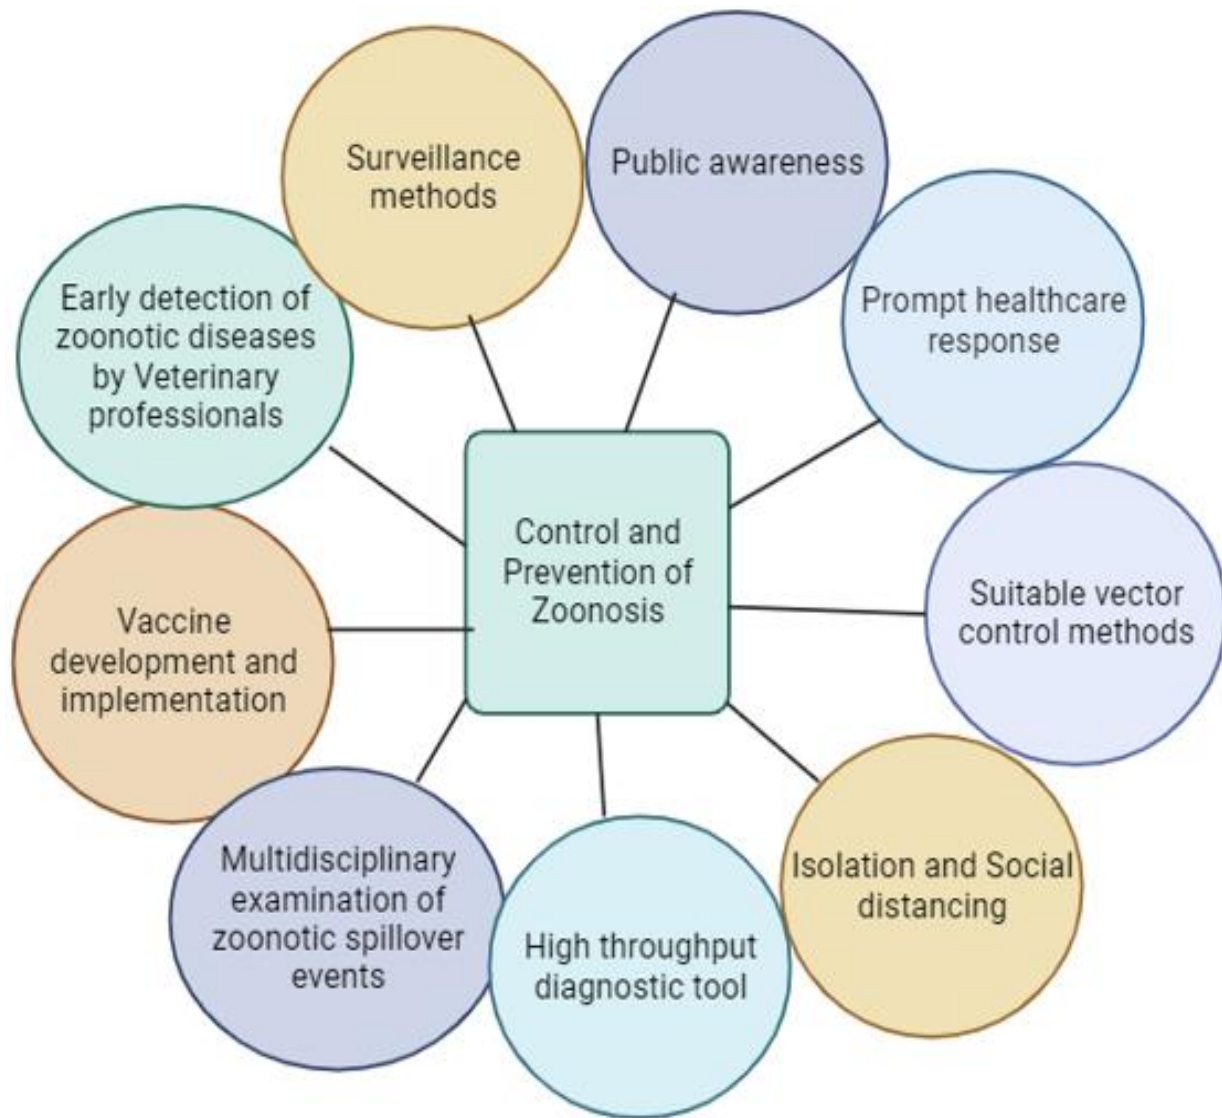 Surveillance
methods
Public awareness
Prompt healthcare
response
Early detection of
zoonotic diseases
by Veterinary
professionals
Control and
Prevention of
Zoonosis
Suitable vector
control methods
Vaccine
development and
implementation
Isolation and Social
distancing
Multidisciplinary
examination of
zoonotic spillover
events
High throughput
diagnostic tool